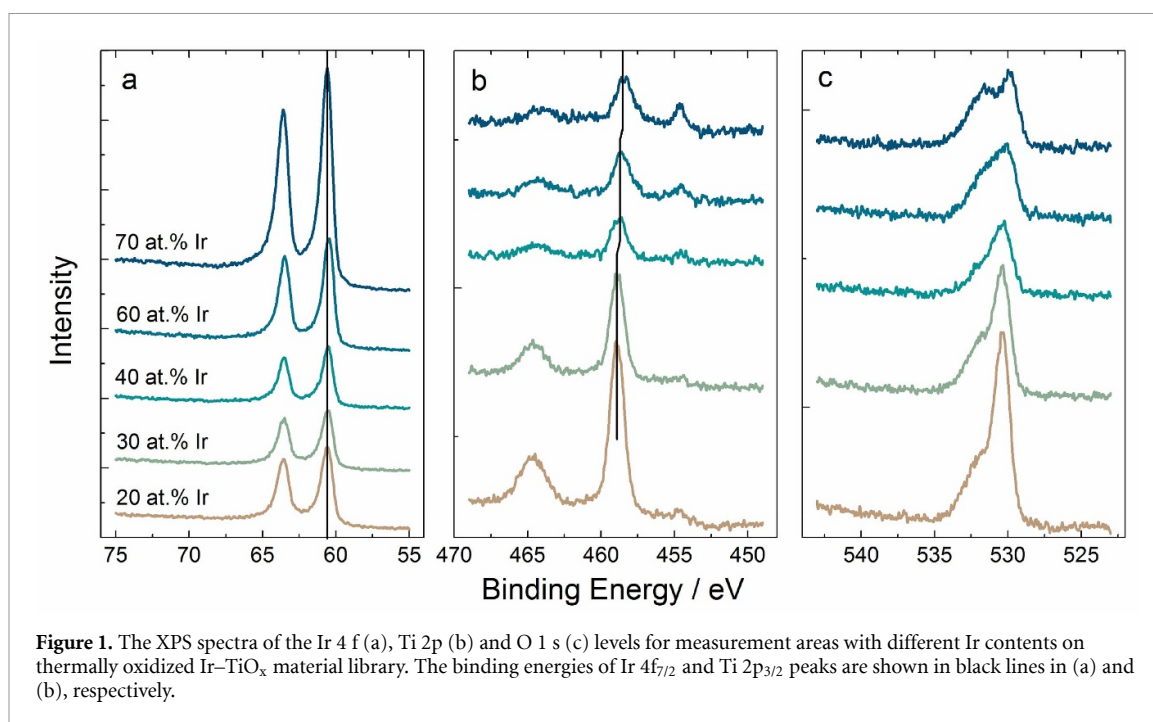 a
b
c
70 at.% Ir
60 at.% Ir
40 at.% Ir
30 at.% Ir
20 at.% Ir
Intensity
75 70 65 60 55 470 465 460 455 450 540 535 530 525
Binding Energy / eV
Figure 1. The XPS spectra of the Ir 4 f (a), Ti 2p (b) and O 1 s (c) levels for measurement areas with different Ir contents on
thermally oxidized Ir–TiOₓ material library. The binding energies of Ir 4f₇/₂ and Ti 2p₃/₂ peaks are shown in black lines in (a) and
(b), respectively.